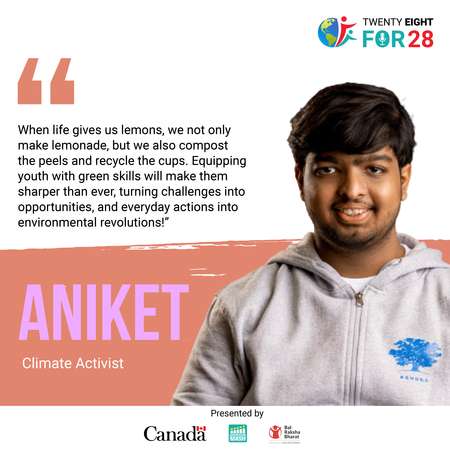 TWENTY EIGHT
FOR 28
When life gives us lemons, we not only
make lemonade, but we also compost
the peels and recycle the cups. Equipping
youth with green skills will make them
sharper than ever, turning challenges into
opportunities, and everyday actions into
environmental revolutions!”
ANIKET
Climate Activist
Presented by
Canada
Bal
Raksha
Bharat